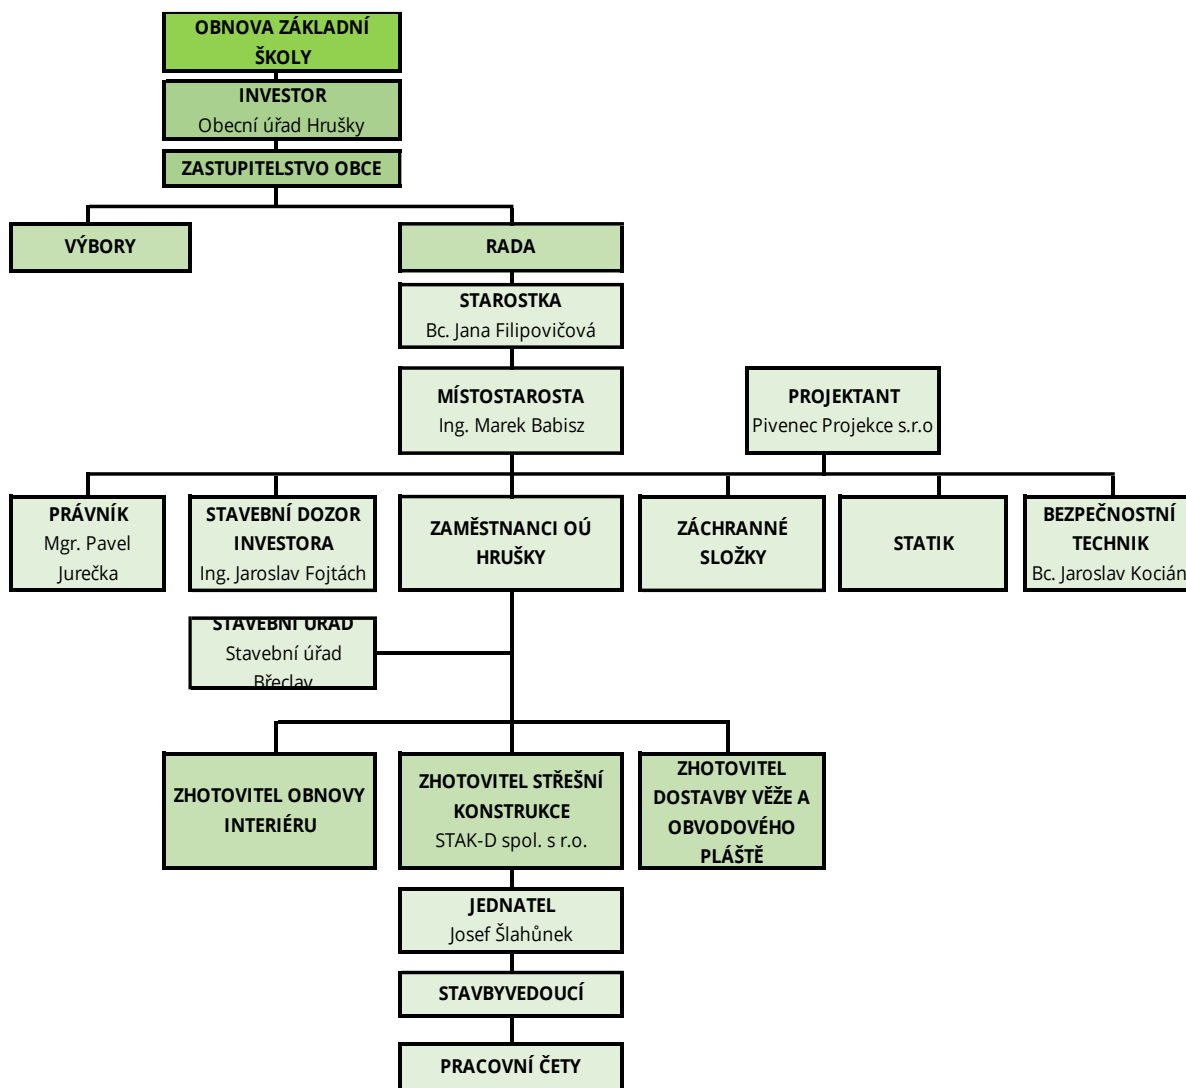 OBNOVA ZÁKLADNÍ
ŠKOLY
INVESTOR
Obecní úřad Hrušky
ZASTUPITELSTVO OBCE
VÝBORY
RADA
STAROSTKA
Bc. Jana Filipovičová
MÍSTOSTAROSTA
Ing. Marek Babisz
PROJEKTANT
Pivenec Projekce s.r.o
PRÁVNÍK
Mgr. Pavel
Jurečka
STAVEBNÍ DOZOR
INVESTORA
Ing. Jaroslav Fojtách
ZAMĚSTNANCI OÚ
HRUŠKY
ZÁCHRANNÉ
SLOŽKY
STATIK
BEZPEČNOSTNÍ
TECHNIK
Bc. Jaroslav Kocián
STAVEBNÍ ÚŘAD
Stavební úřad
Břeclav
ZHOTOVITEL OBNOVY
INTERIÉRU
ZHOTOVITEL STŘEŠNÍ
KONSTRUKCE
STAK-D spol. s r.o.
ZHOTOVITEL
DOSTAVBY VĚŽE A
OBVODOVÉHO
PLÁŠTĚ
JEDNATEL
Josef Šlahůnek
STAVBYVEDOUCÍ
PRACOVNÍ ČETY